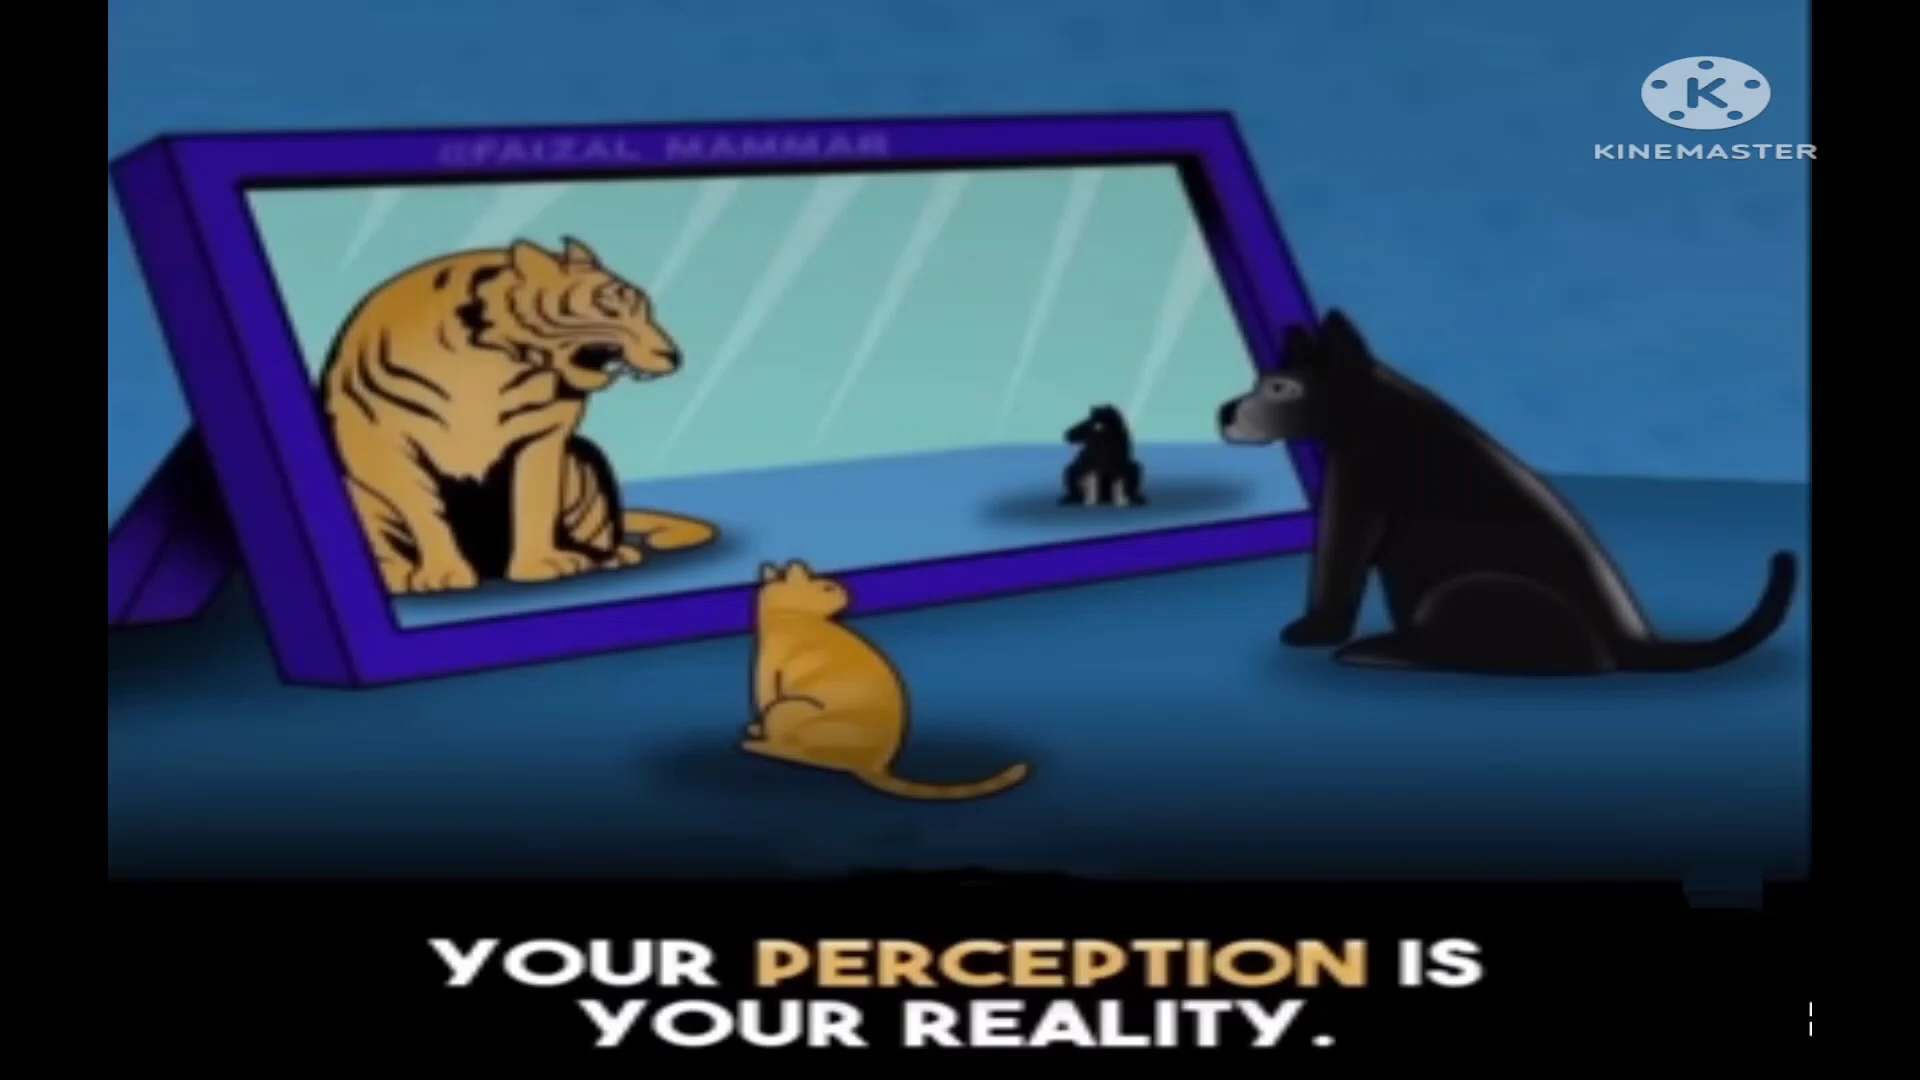 K
KINEMASTER
@FAIZAL MAMMAR
YOUR PERCEPTION IS
YOUR REALITY.